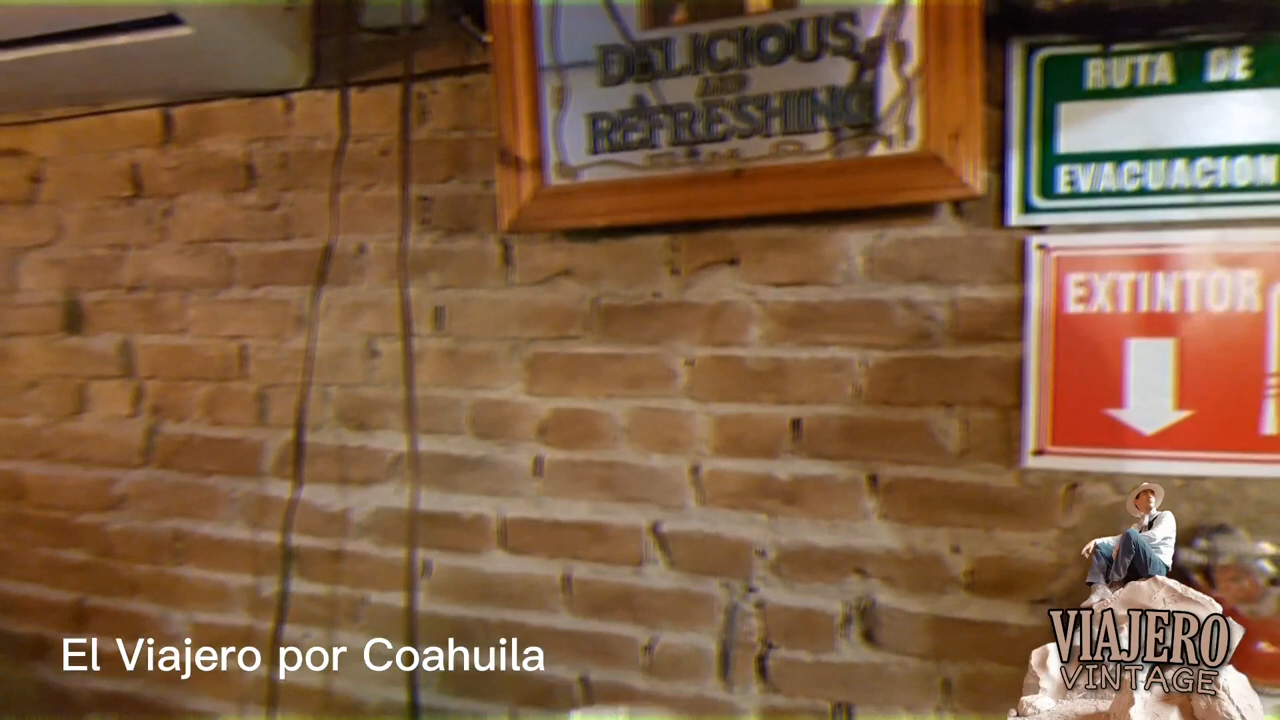 DELICIOUS
AND
REFRESHING
RUTA DE
EVACUACION
EXTINTOR
El Viajero por Coahuila
VIAJERO
VINTAGE